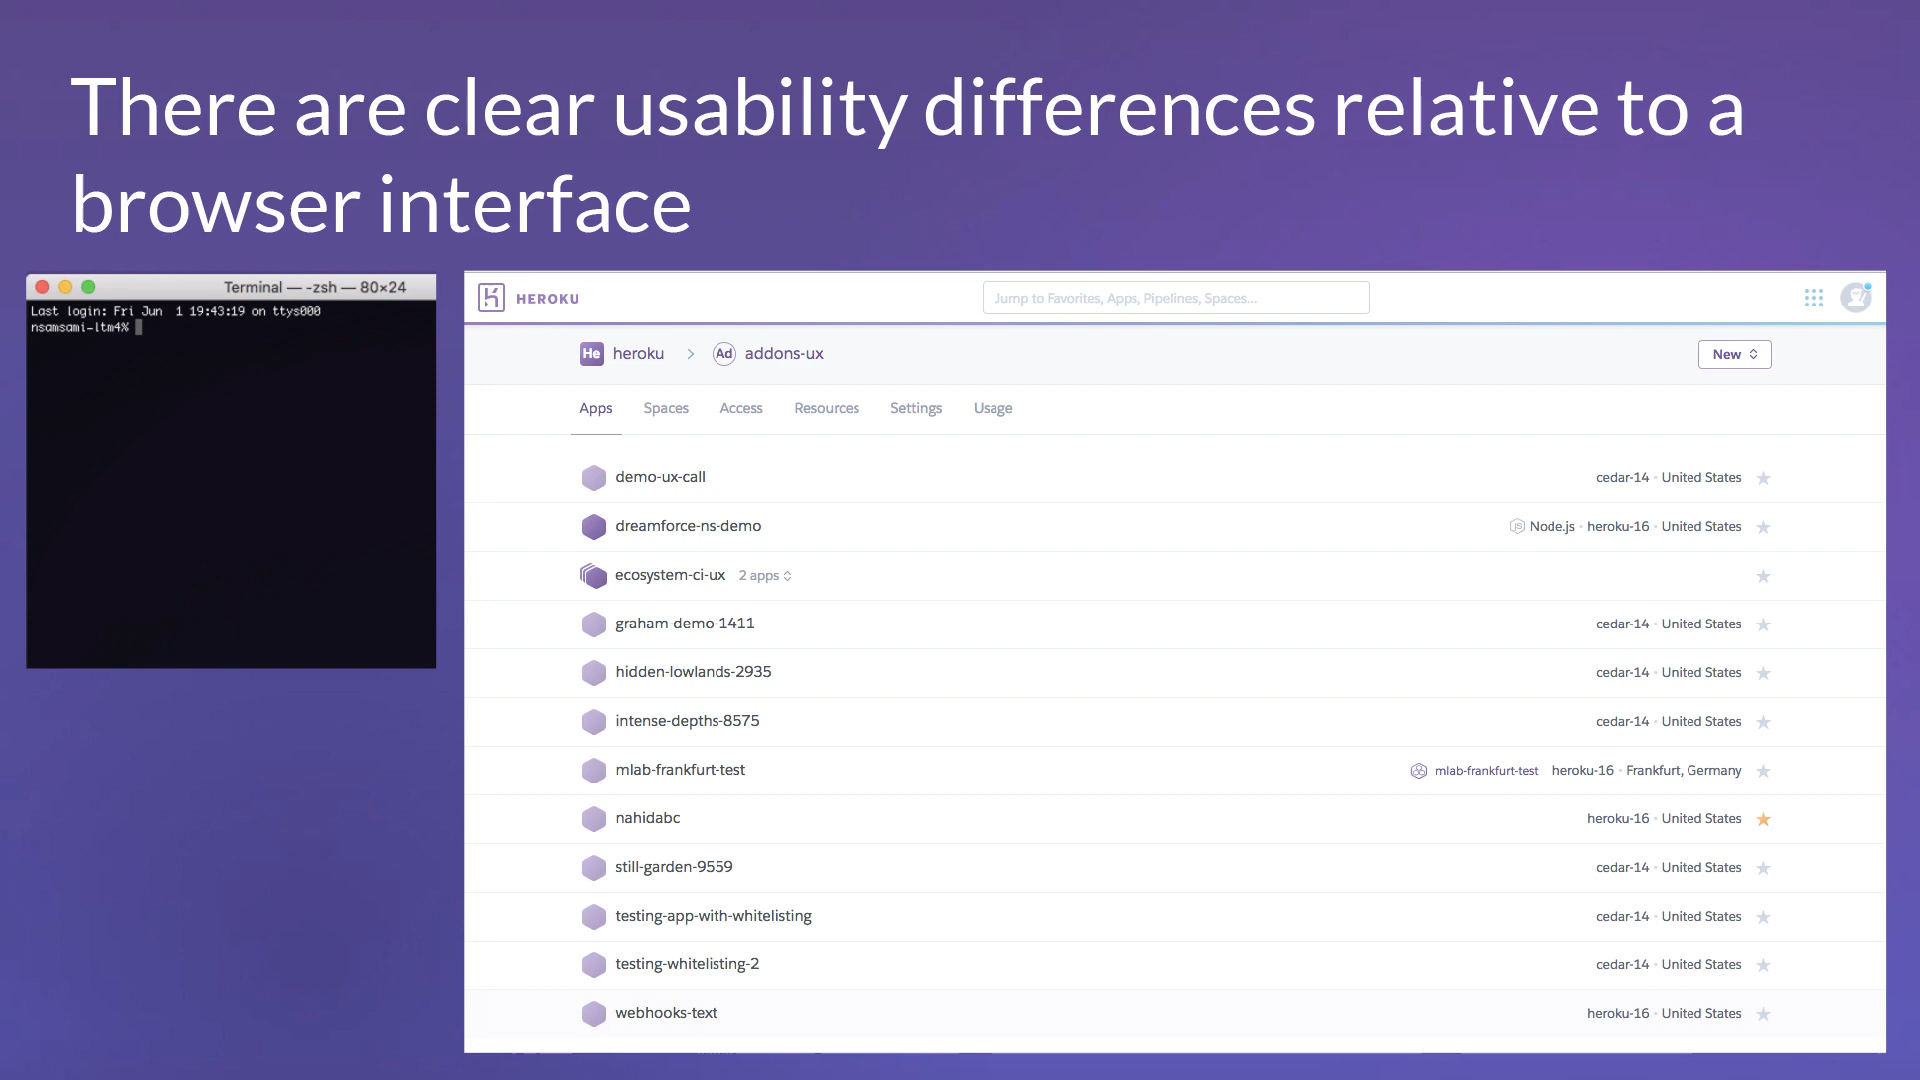 There are clear usability differences relative to a
browser interface
Terminal — -zsh — 80×24
Last login: Fri Jun  1 19:43:19 on ttys000
nsamsami-ltm4%
HEROKU
Jump to Favorites, Apps, Pipelines, Spaces...
He heroku > Ad addons-ux
New
Apps Spaces Access Resources Settings Usage
demo-ux-call cedar-14 · United States
dreamforce-ns-demo Node.js · heroku-16 · United States
ecosystem-ci-ux 2 apps
graham-demo-1411 cedar-14 · United States
hidden-lowlands-2935 cedar-14 · United States
intense-depths-8575 cedar-14 · United States
mlab-frankfurt-test mlab-frankfurt-test heroku-16 · Frankfurt, Germany
nahidabc heroku-16 · United States
still-garden-9559 cedar-14 · United States
testing-app-with-whitelisting cedar-14 · United States
testing-whitelisting-2 cedar-14 · United States
webhooks-text heroku-16 · United States